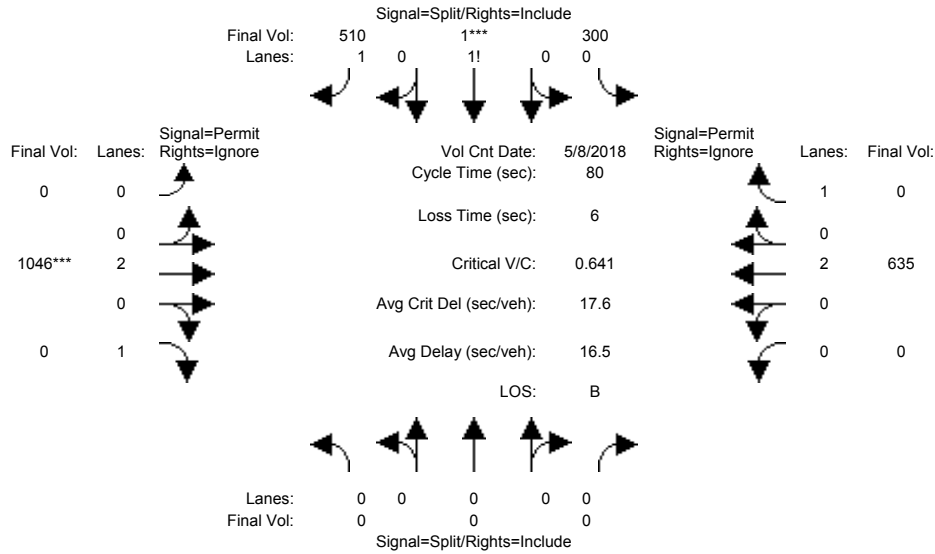 Signal=Split/Rights=Include
Final Vol: 510 1*** 300
Lanes: 1 0 1! 0 0
Signal=Permit Signal=Permit
Final Vol: Lanes: Rights=Ignore Vol Cnt Date: 5/8/2018 Rights=Ignore Lanes: Final Vol:
Cycle Time (sec): 80
0 0 1 0
Loss Time (sec): 6
0 0
1046*** 2 Critical V/C: 0.641 2 635
0 Avg Crit Del (sec/veh): 17.6 0
0 1 Avg Delay (sec/veh): 16.5 0 0
LOS: B
Lanes: 0 0 0 0 0
Final Vol: 0 0 0
Signal=Split/Rights=Include